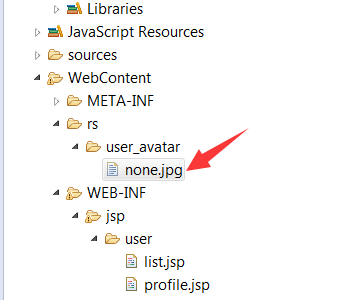 Libraries
JavaScript Resources
sources
WebContent
META-INF
rs
user_avatar
none.jpg
WEB-INF
jsp
user
list.jsp
profile.jsp